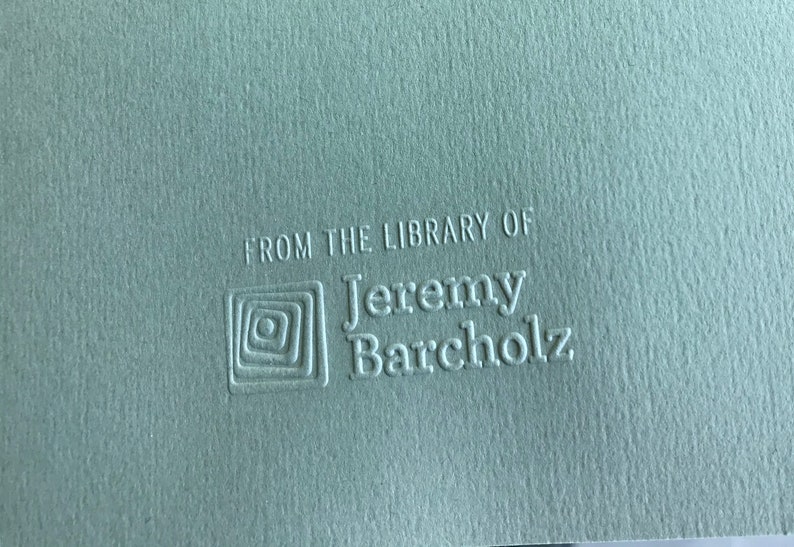 FROM THE LIBRARY OF
Jeremy
Barcholz